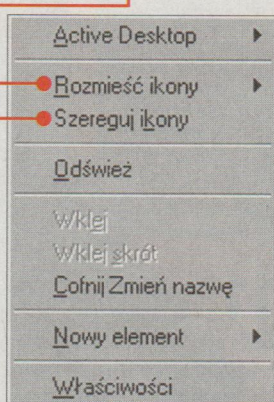 Active Desktop
Rozmieść ikony
Szereguj ikony
Odśwież
Wklej
Wklej skrót
Cofnij Zmień nazwę
Nowy element
Właściwości